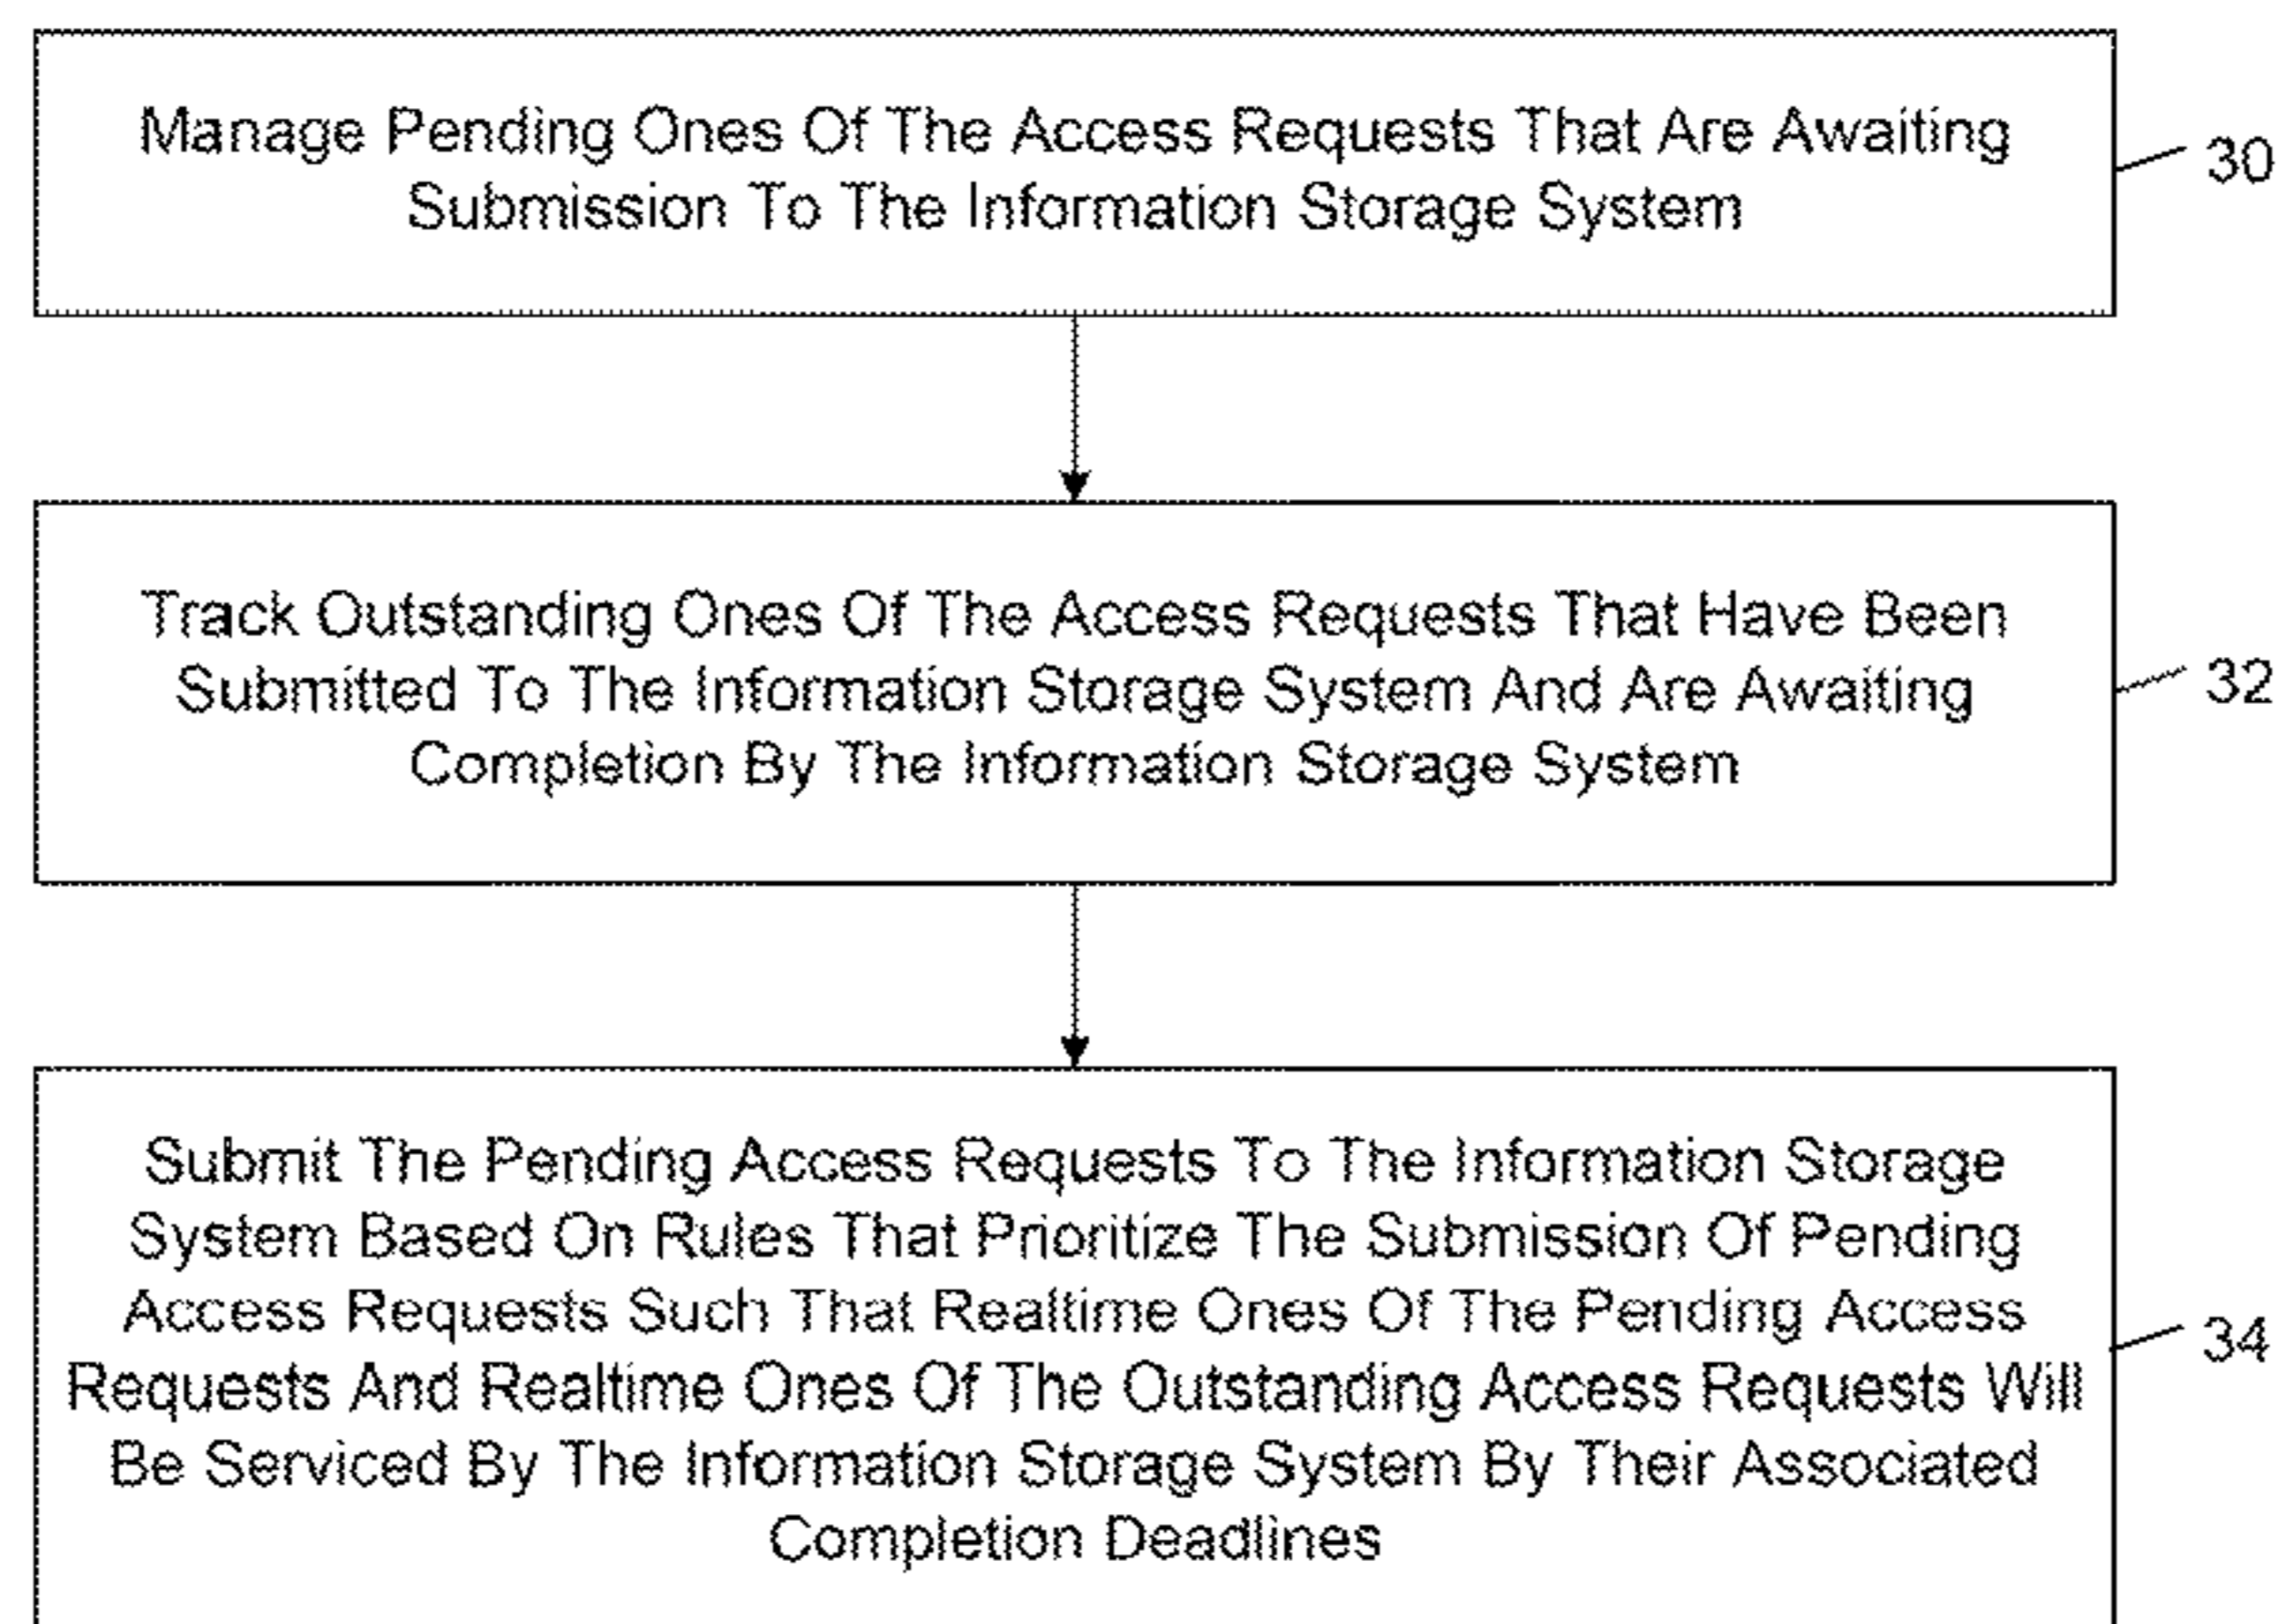 Manage Pending Ones Of The Access Requests That Are Awaiting
Submission To The Information Storage System
30
Track Outstanding Ones Of The Access Requests That Have Been
Submitted To The Information Storage System And Are Awaiting
Completion By The Information Storage System
32
Submit The Pending Access Requests To The Information Storage
System Based On Rules That Prioritize The Submission Of Pending
Access Requests Such That Realtime Ones Of The Pending Access
Requests And Realtime Ones Of The Outstanding Access Requests Will
Be Serviced By The Information Storage System By Their Associated
Completion Deadlines
34